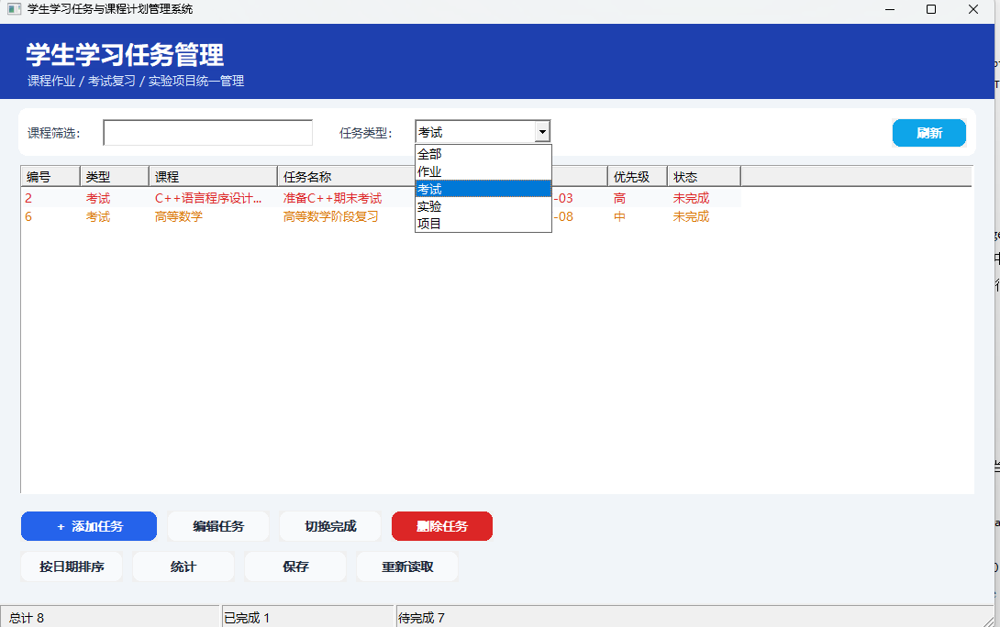 学生学习任务与课程计划管理系统
学生学习任务管理
课程作业 / 考试复习 / 实验项目统一管理
课程筛选： 任务类型： 考试 刷新
全部
作业
考试
实验
项目
编号 类型 课程 任务名称 优先级 状态
2 考试 C++语言程序设计... 准备C++期末考试 -03 高 未完成
6 考试 高等数学 高等数学阶段复习 -08 中 未完成
+ 添加任务 编辑任务 切换完成 删除任务
按日期排序 统计 保存 重新读取
总计 8 已完成 1 待完成 7